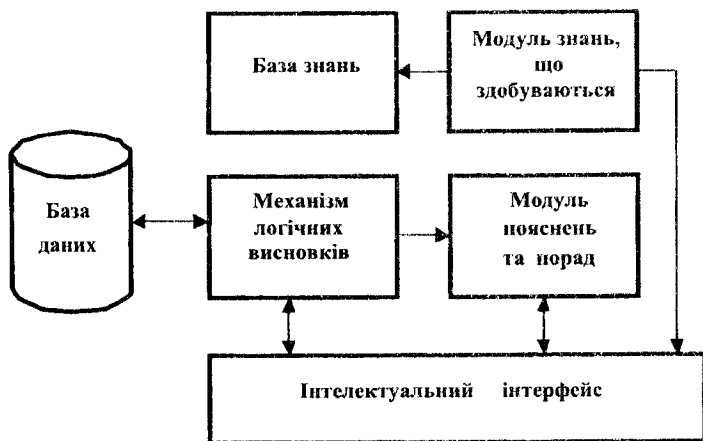 База знань
Модуль знань,
що
здобуваються
База
даних
Механізм
логічних
висновків
Модуль
пояснень
та порад
Інтелектуальний інтерфейс